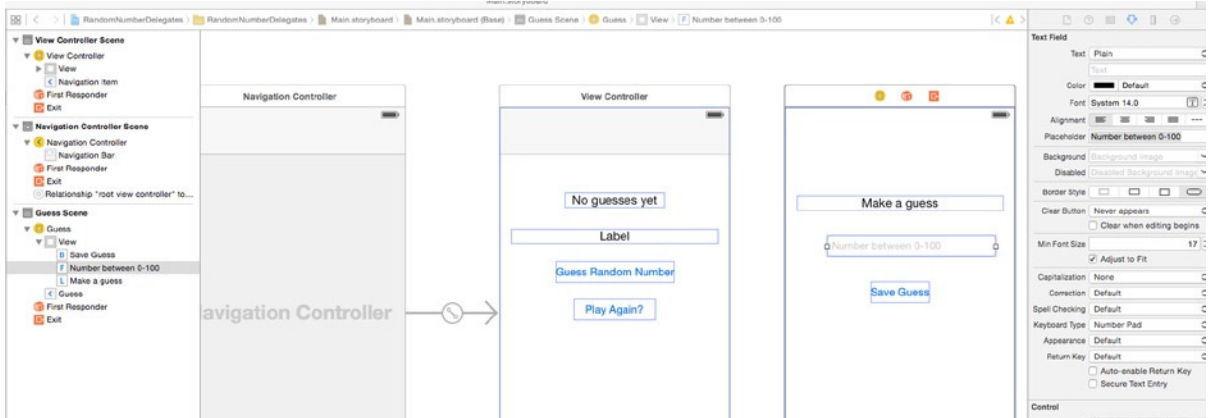 Main.storyboard
RandomNumberDelegates
RandomNumberDelegates
Main.storyboard
Main.storyboard (Base)
Guess Scene
Guess
View
F Number between 0-100
View Controller Scene
View Controller
View
Navigation Item
First Responder
Exit
Navigation Controller Scene
Navigation Controller
Navigation Bar
First Responder
Exit
Relationship "root view controller" to...
Guess Scene
Guess
View
B Save Guess
F Number between 0-100
L Make a guess
Guess
First Responder
Exit
Navigation Controller
avigation Controller
View Controller
No guesses yet
Label
Guess Random Number
Play Again?
Make a guess
Number between 0-100
Save Guess
Text Field
Text Plain
Text
Color Default
Font System 14.0
Alignment
Placeholder Number between 0-100
Background Background Image
Disabled Disabled Background Image
Border Style
Clear Button Never appears
Clear when editing begins
Min Font Size 17
Adjust to Fit
Capitalization None
Correction Default
Spell Checking Default
Keyboard Type Number Pad
Appearance Default
Return Key Default
Auto-enable Return Key
Secure Text Entry
Control